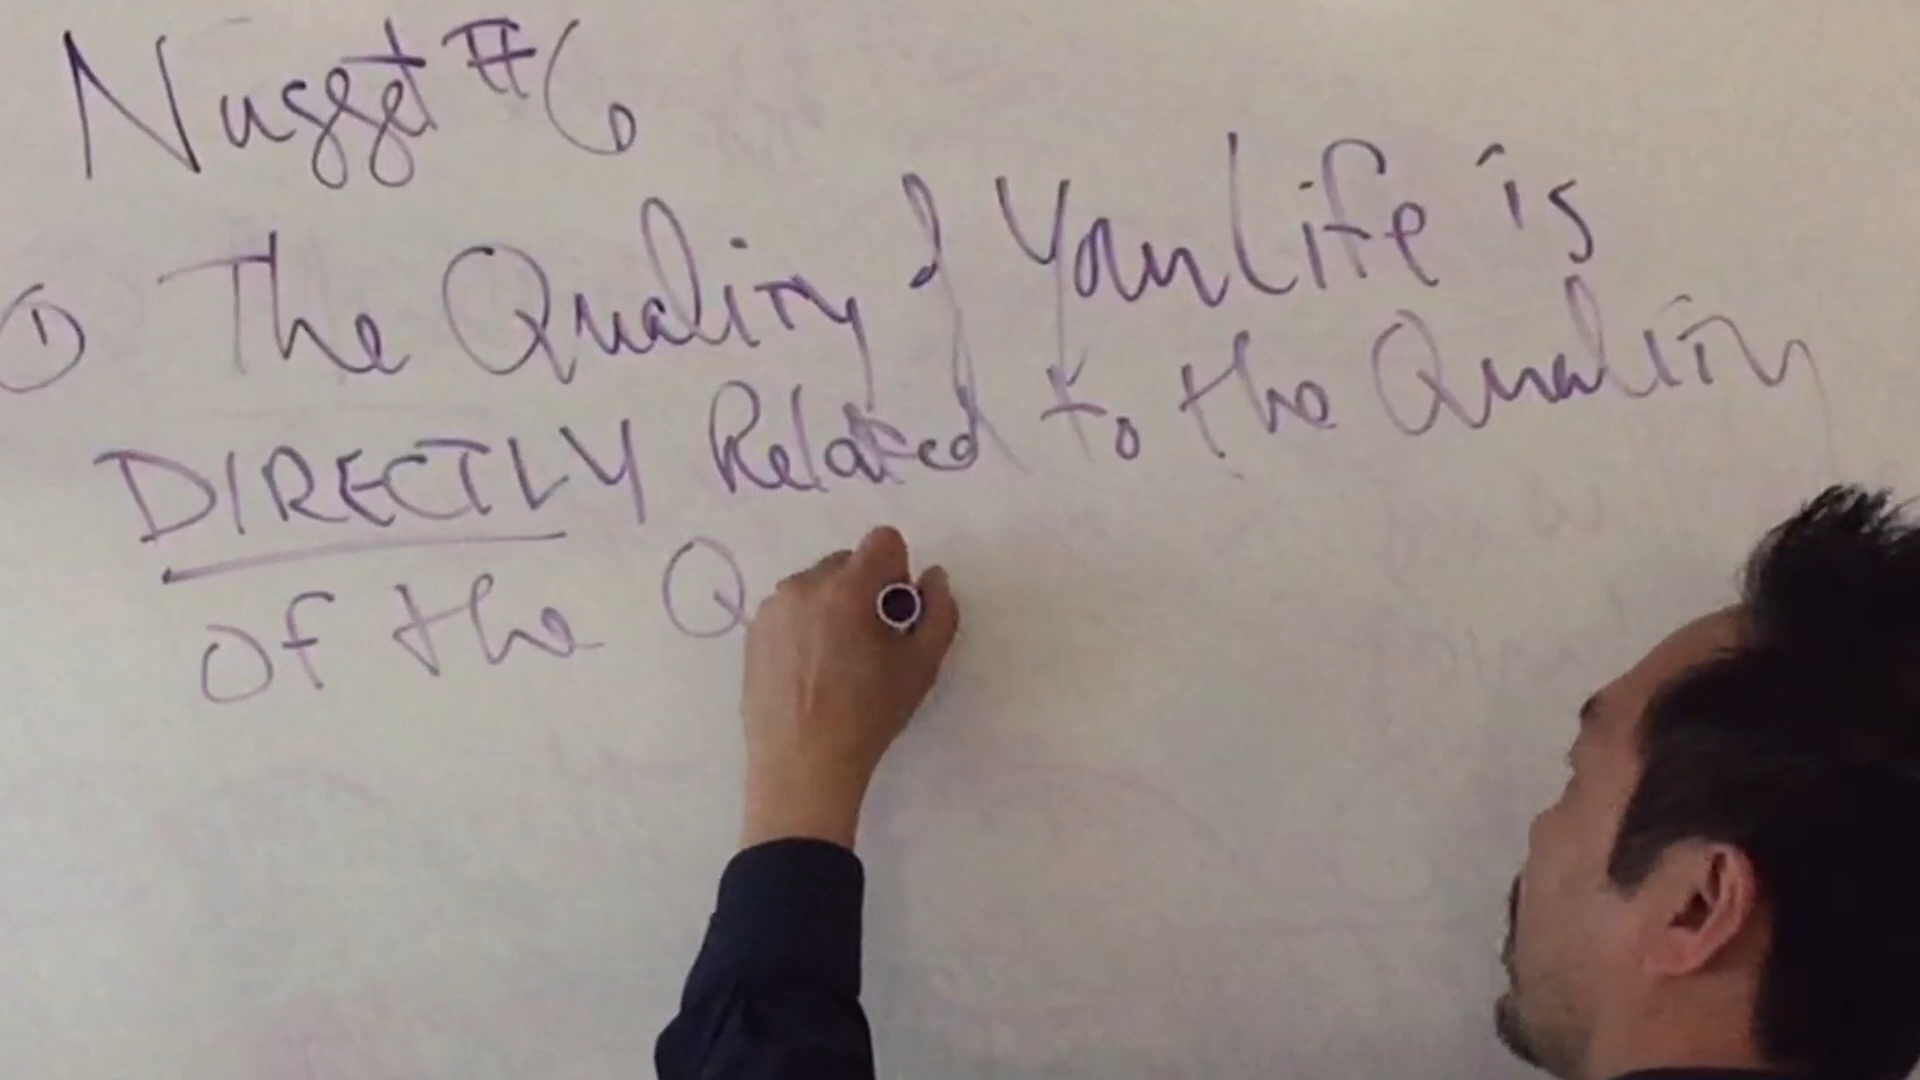 Nugget #6
① The Quality of Your Life is
DIRECTLY Related to the Quality
of the Q